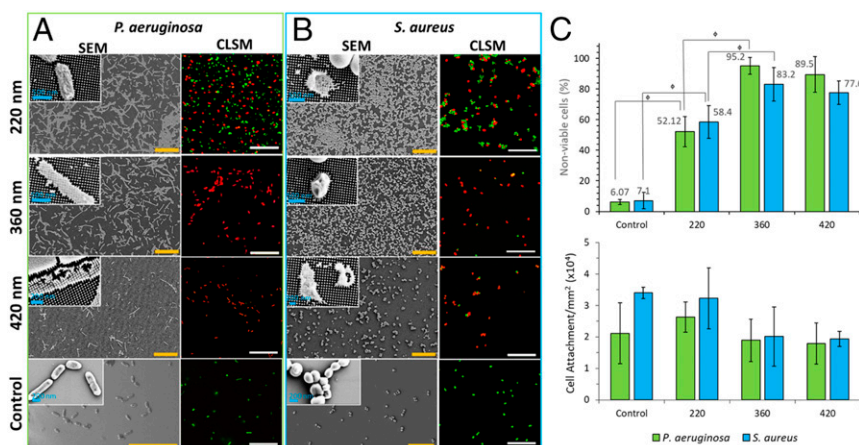 A
P. aeruginosa
SEM
CLSM
B
S. aureus
SEM
CLSM
220 nm
360 nm
420 nm
Control
C
Non-viable cells (%)
100
80
60
40
20
0
6.07
7.1
52.12
58.4
95.2
83.2
89.5
ϕ
ϕ
ϕ
ϕ
Control
220
360
420
Cell Attachment/mm² (x10⁴)
5
4
3
2
1
0
Control
220
360
420
P. aeruginosa
S. aureus